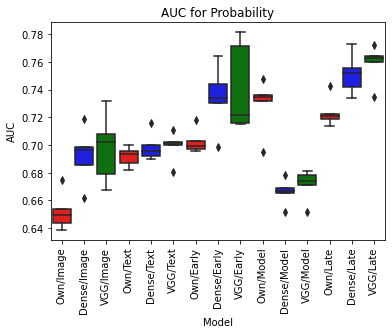 AUC for Probability
0.78
0.76
0.74
0.72
0.70
0.68
0.66
0.64
AUC
Own/Image
Dense/Image
VGG/Image
Own/Text
Dense/Text
VGG/Text
Own/Early
Dense/Early
VGG/Early
Own/Model
Dense/Model
VGG/Model
Own/Late
Dense/Late
VGG/Late
Model